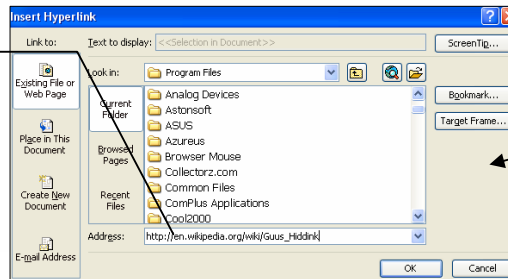 Insert Hyperlink
Link to:
Text to display: <<Selection in Document>>
ScreenTip...
Existing File or
Web Page
Look in: Program Files
Current
Folder
Analog Devices
Astonsoft
ASUS
Azureus
Browser Mouse
Collectorz.com
Common Files
ComPlus Applications
Cool2000
Bookmark...
Target Frame...
Place in This
Document
Browsed
Pages
Create New
Document
Recent
Files
Address: http://en.wikipedia.org/wiki/Guus_Hiddink
E-mail Address
OK
Cancel